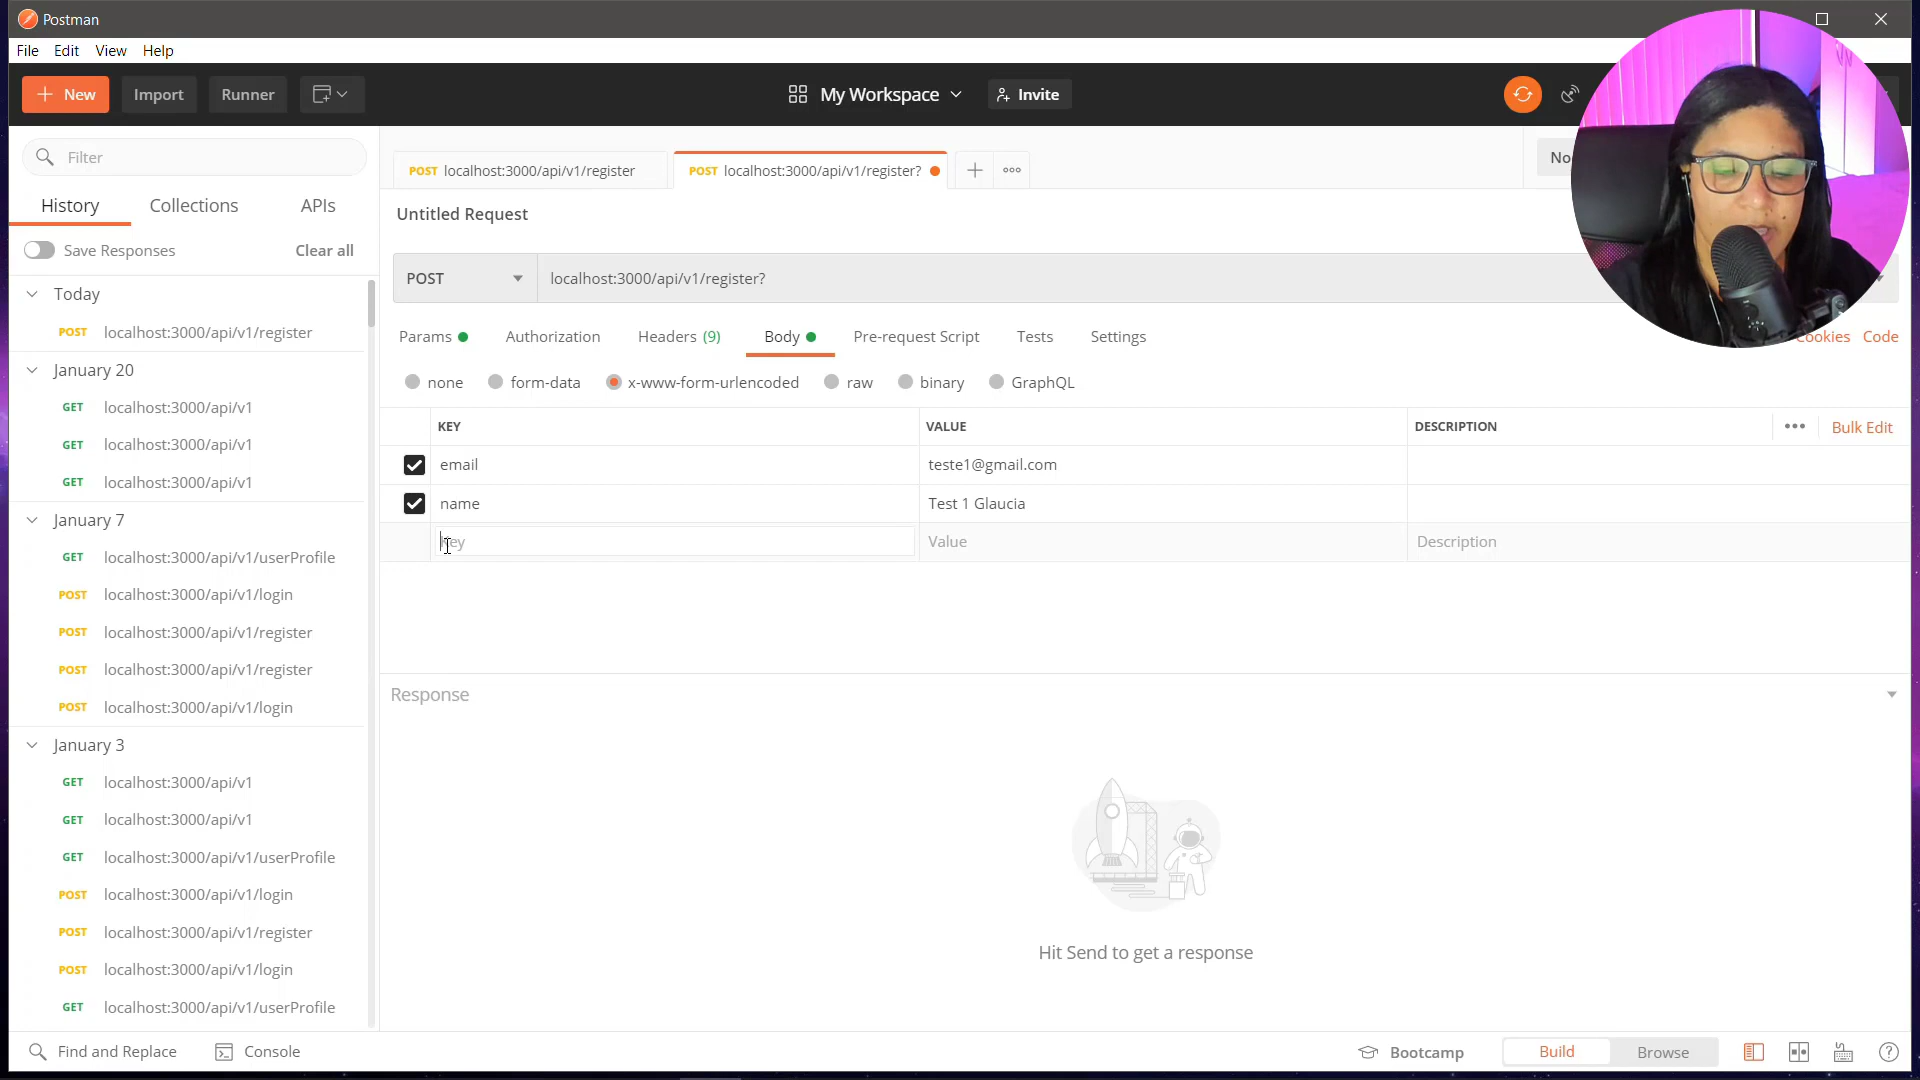 Postman
File Edit View Help
New Import Runner My Workspace Invite
Filter
History Collections APIs
Save Responses Clear all
Today
POST localhost:3000/api/v1/register
January 20
GET localhost:3000/api/v1
GET localhost:3000/api/v1
GET localhost:3000/api/v1
January 7
GET localhost:3000/api/v1/userProfile
POST localhost:3000/api/v1/login
POST localhost:3000/api/v1/register
POST localhost:3000/api/v1/register
POST localhost:3000/api/v1/login
January 3
GET localhost:3000/api/v1
GET localhost:3000/api/v1
GET localhost:3000/api/v1/userProfile
POST localhost:3000/api/v1/login
POST localhost:3000/api/v1/register
POST localhost:3000/api/v1/login
GET localhost:3000/api/v1/userProfile
POST localhost:3000/api/v1/register POST localhost:3000/api/v1/register? No
Untitled Request
POST localhost:3000/api/v1/register?
Params Authorization Headers (9) Body Pre-request Script Tests Settings Cookies Code
none form-data x-www-form-urlencoded raw binary GraphQL
KEY VALUE DESCRIPTION Bulk Edit
email teste1@gmail.com
name Test 1 Glaucia
Key Value Description
Response
Hit Send to get a response
Find and Replace Console Bootcamp Build Browse